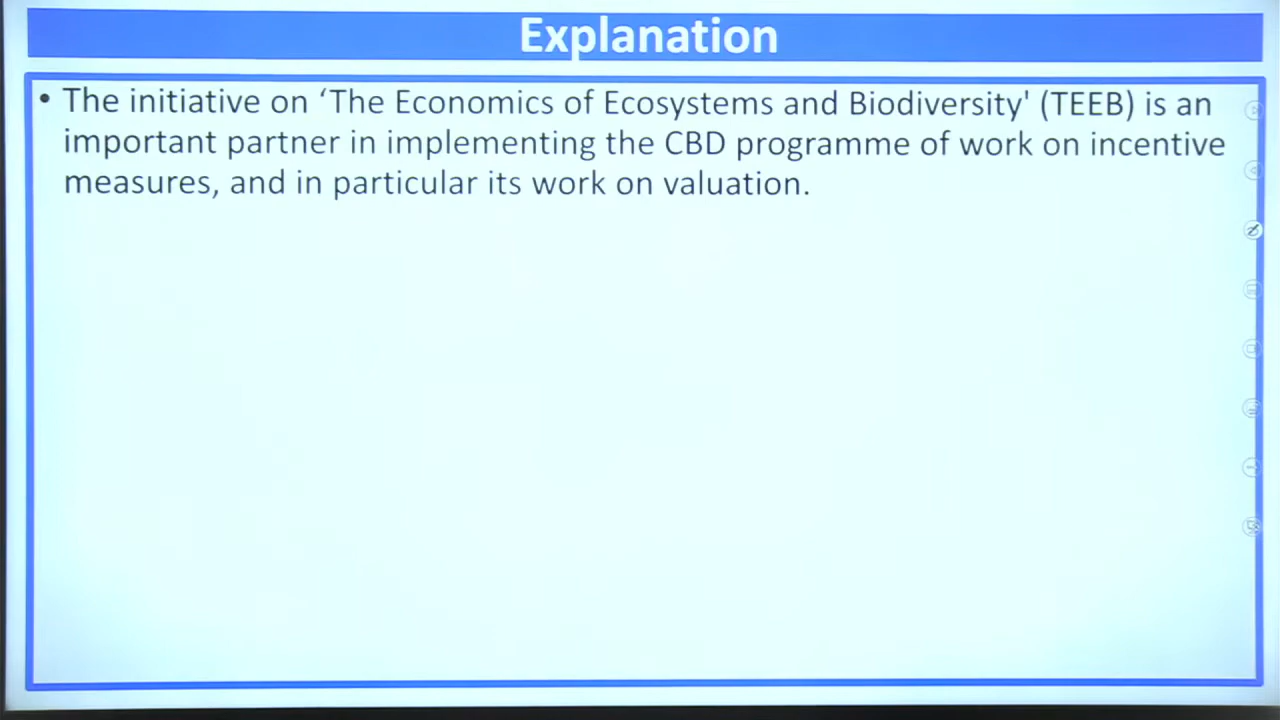 Explanation
• The initiative on ‘The Economics of Ecosystems and Biodiversity' (TEEB) is an
important partner in implementing the CBD programme of work on incentive
measures, and in particular its work on valuation.